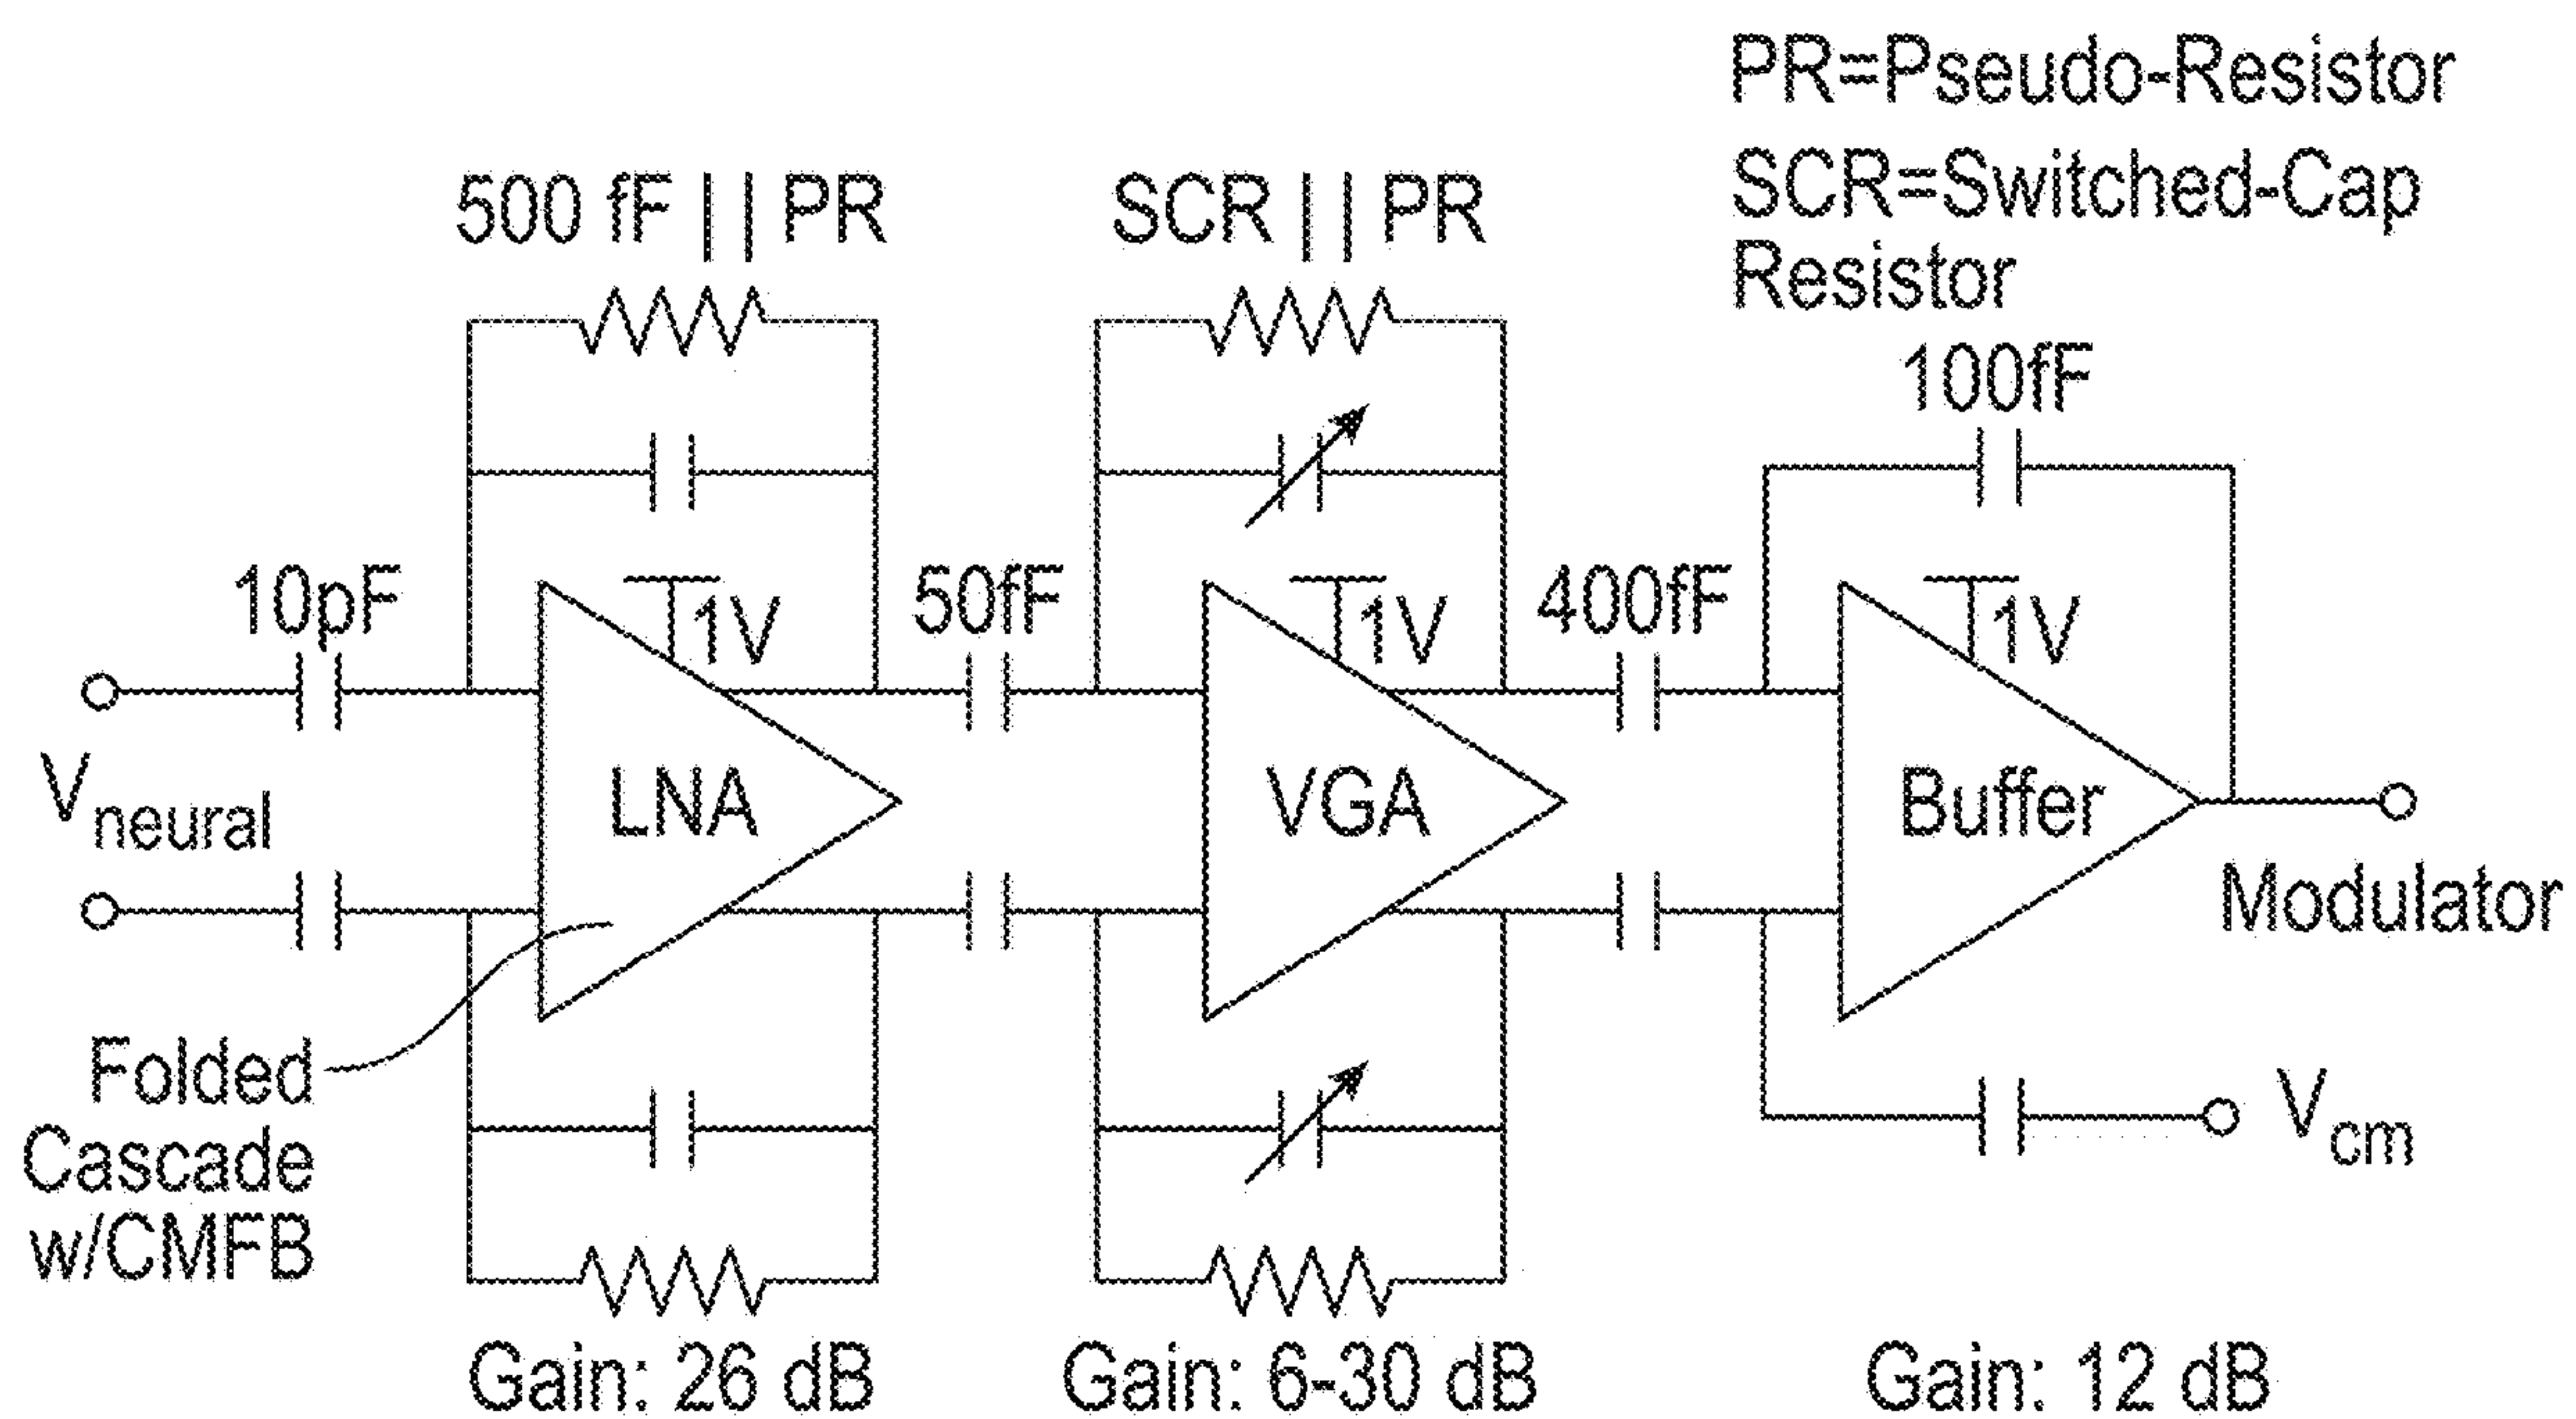 PR=Pseudo-Resistor
SCR=Switched-Cap
Resistor
500 fF || PR
SCR || PR
100fF
10pF
1V
50fF
1V
400fF
1V
Vneural
LNA
VGA
Buffer
Modulator
Folded
Cascade
w/CMFB
Vcm
Gain: 26 dB
Gain: 6-30 dB
Gain: 12 dB